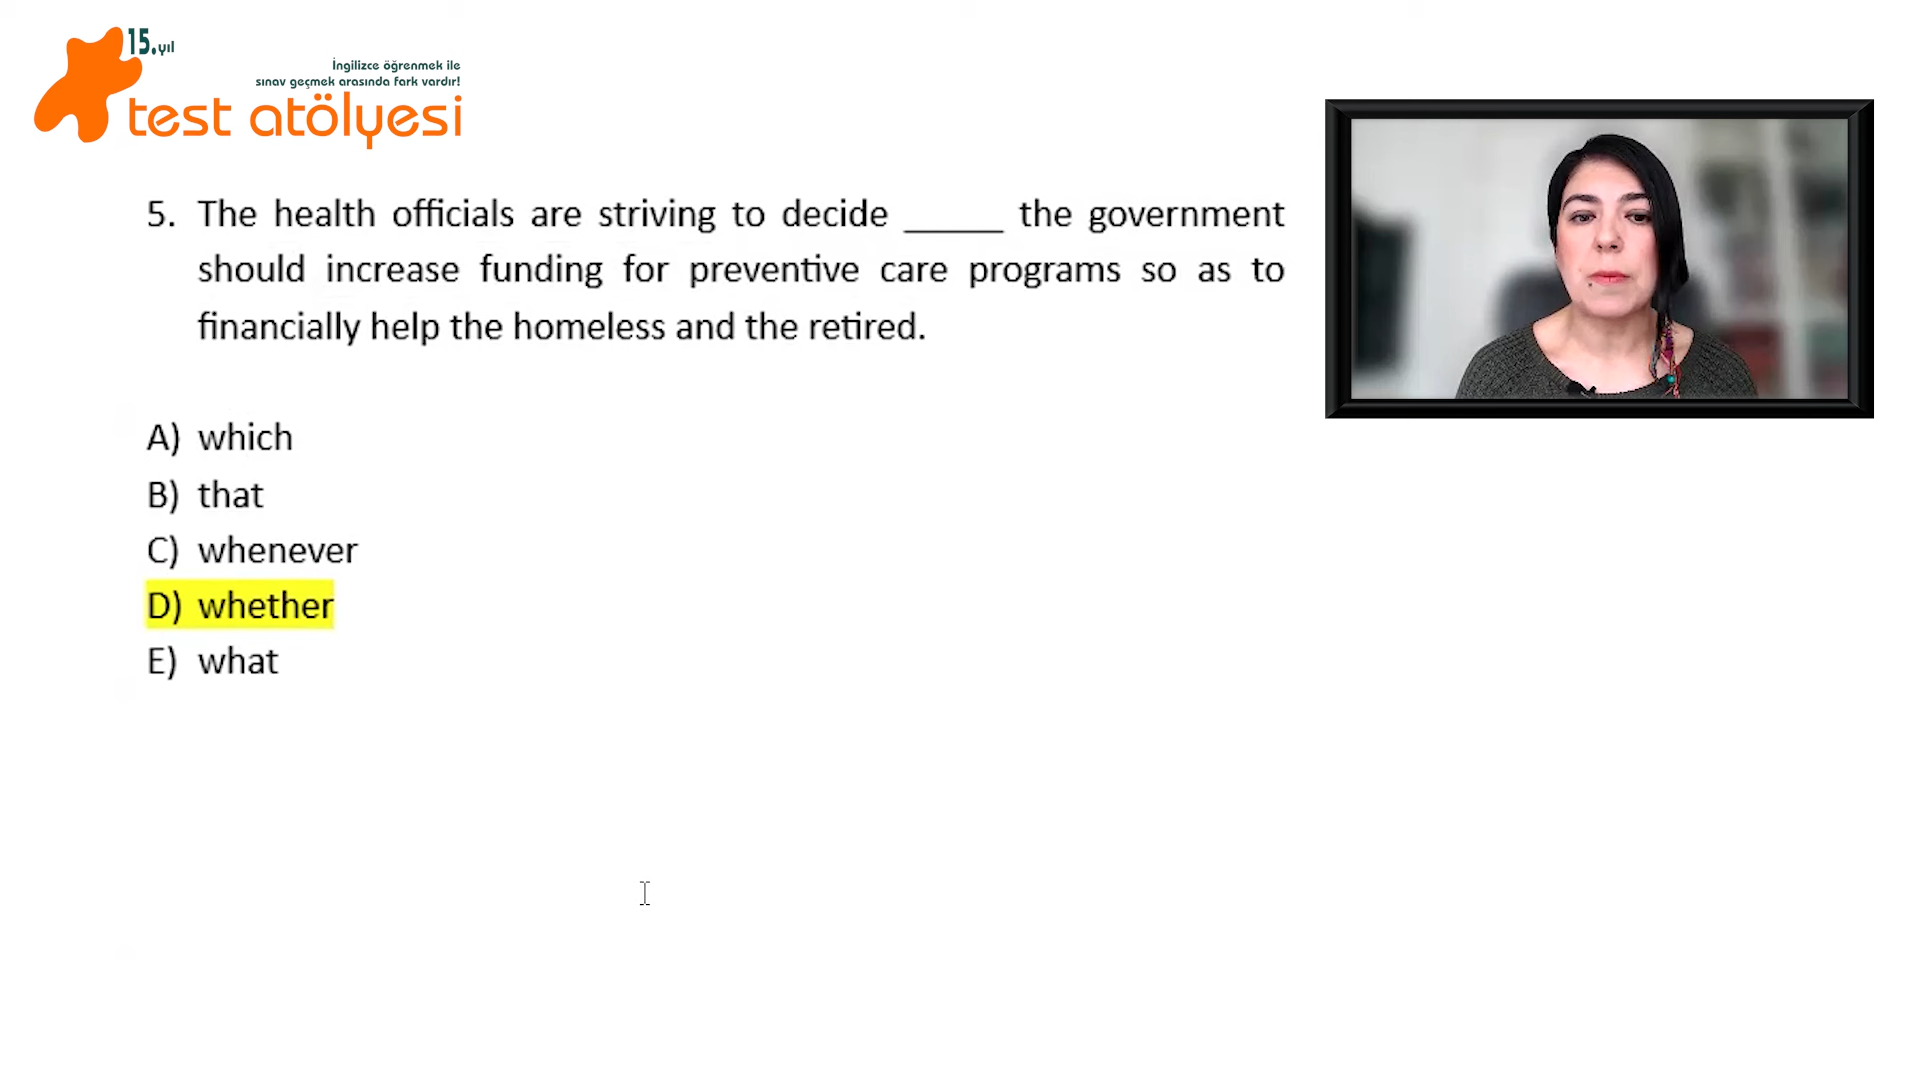 15.yıl
İngilizce öğrenmek ile
sınav geçmek arasında fark vardır!
test atölyesi
5. The health officials are striving to decide _____ the government
should increase funding for preventive care programs so as to
financially help the homeless and the retired.
A) which
B) that
C) whenever
D) whether
E) what